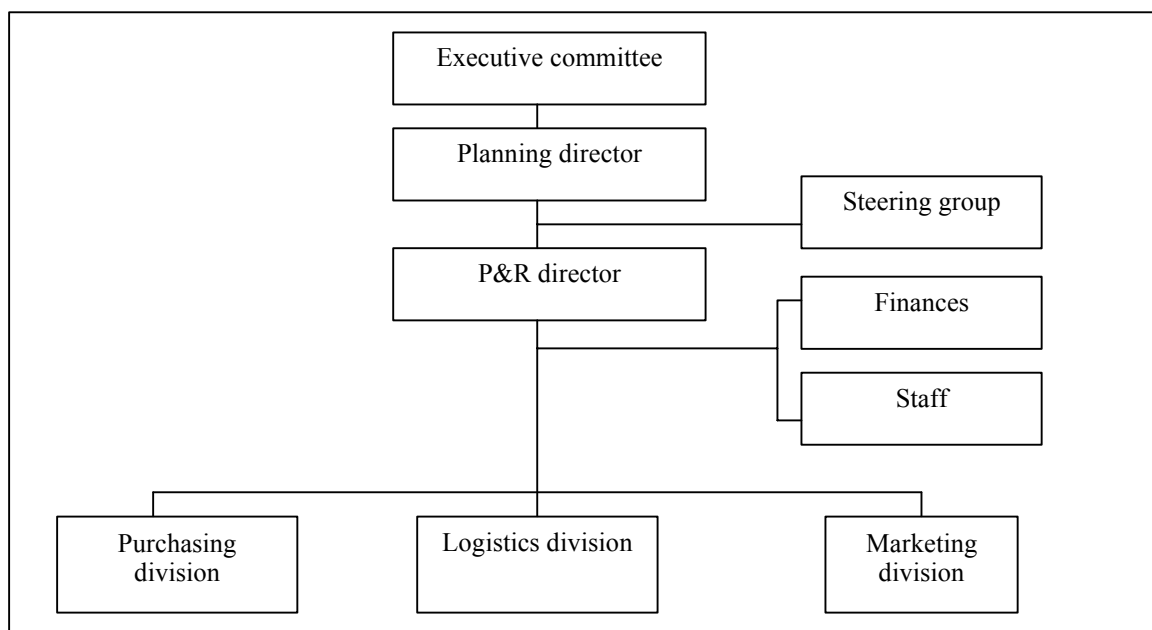 Executive committee
Planning director
Steering group
P&R director
Finances
Staff
Purchasing
division
Logistics division
Marketing
division